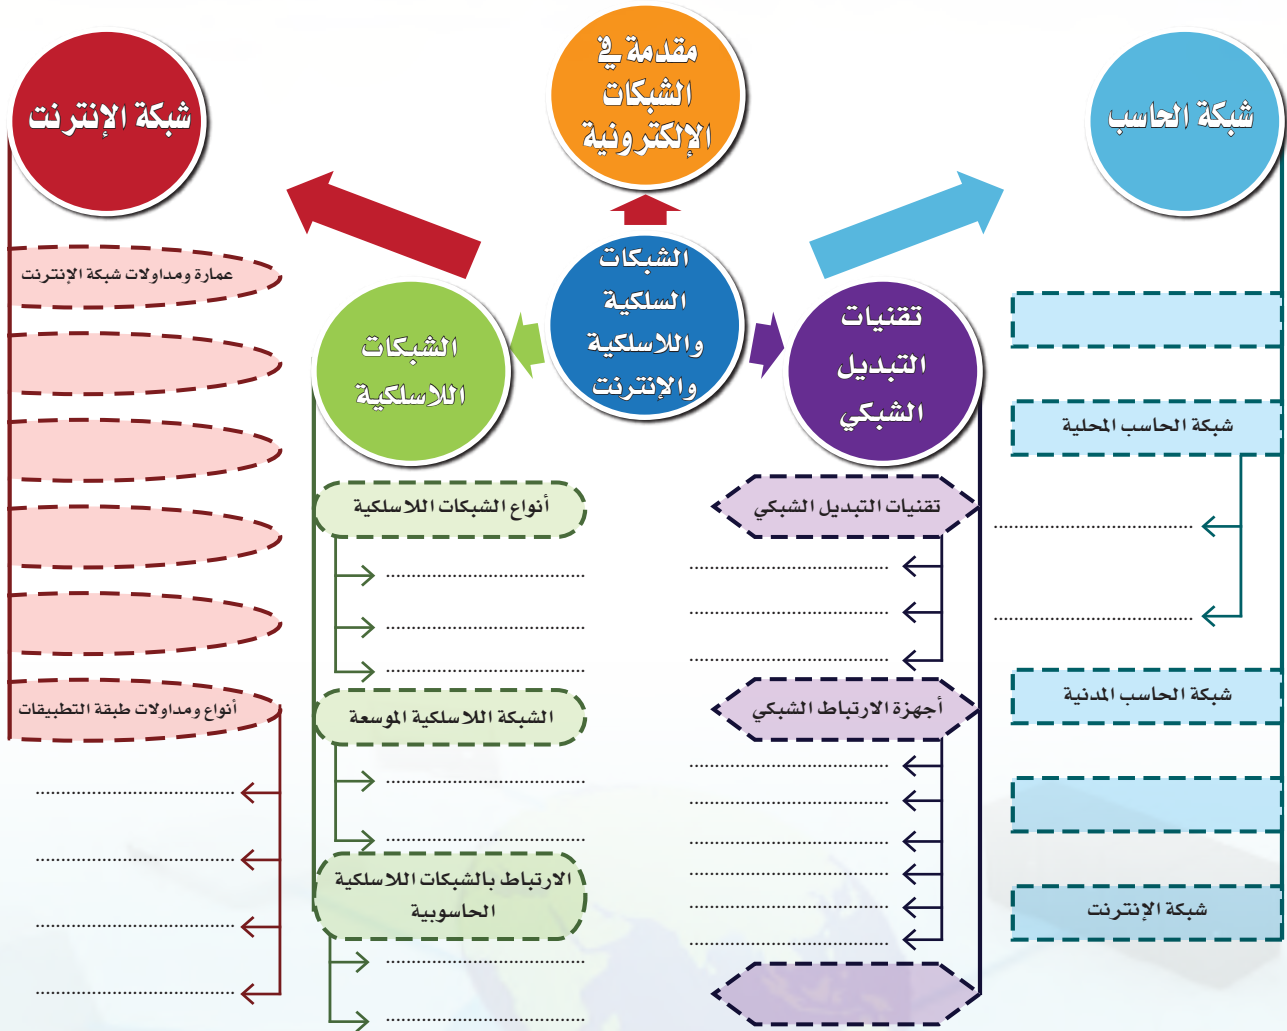 مقدمة في
الشبكات
الإلكترونية
شبكة الحاسب
شبكة الإنترنت
الشبكات
السلكية
واللاسلكية
والإنترنت
شبكة الحاسب المحلية
................................
................................
شبكة الحاسب المدنية
شبكة الإنترنت
تقنيات
التبديل
الشبكي
تقنيات التبديل الشبكي
................................
................................
................................
أجهزة الارتباط الشبكي
................................
................................
................................
................................
................................
................................
الشبكات
اللاسلكية
أنواع الشبكات اللاسلكية
................................
................................
................................
الشبكة اللاسلكية الموسعة
................................
................................
الارتباط بالشبكات اللاسلكية
الحاسوبية
................................
................................
عمارة ومداولات شبكة الإنترنت
أنواع ومداولات طبقة التطبيقات
................................
................................
................................
................................